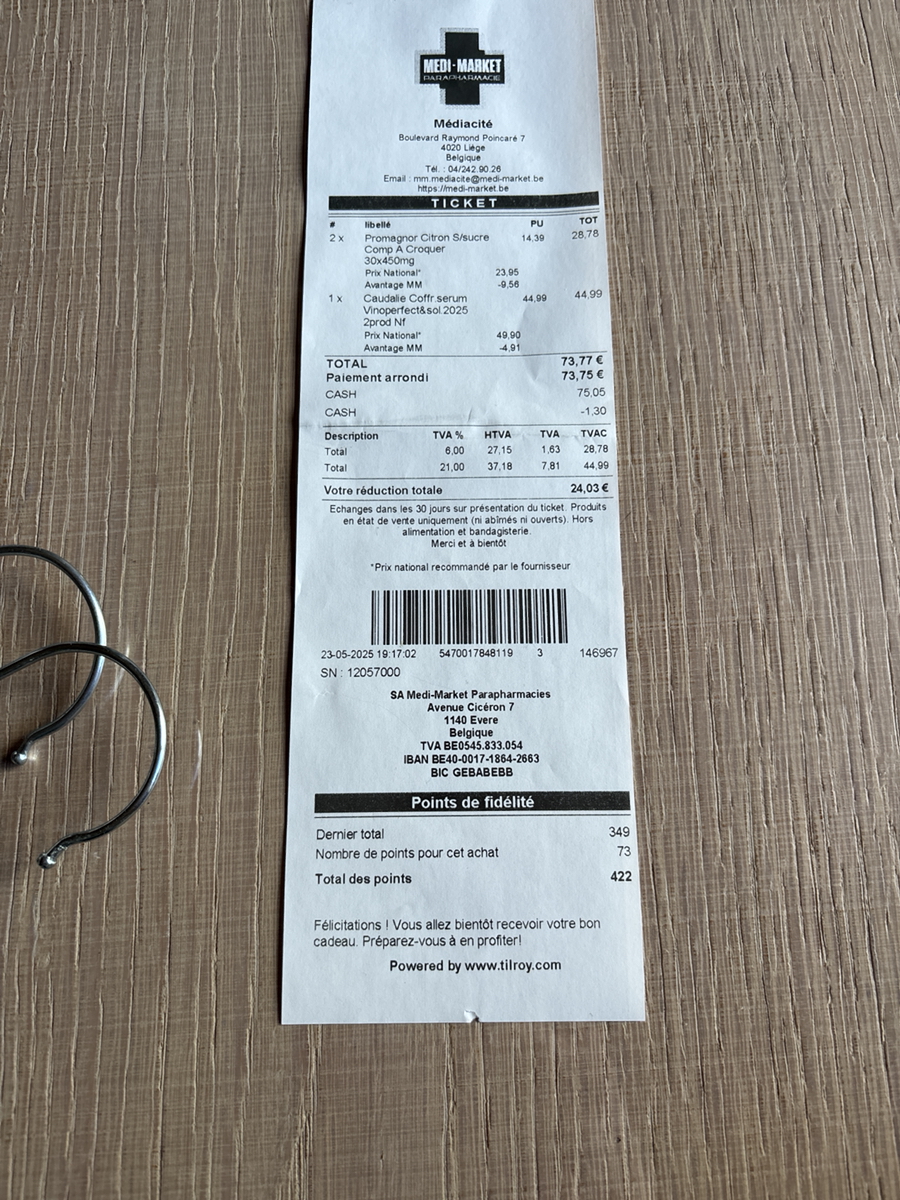 MEDI-MARKET
PARAPHARMACIE
Médiacité
Boulevard Raymond Poincaré 7
4020 Liège
Belgique
Tél. : 04/242.90.26
Email : mm.mediacite@medi-market.be
https://medi-market.be
TICKET
# libellé PU TOT
2 x Promagnor Citron S/sucre 14,39 28,78
Comp A Croquer
30x450mg
Prix National* 23,95
Avantage MM -9,56
1 x Caudalie Coffr.serum 44,99 44,99
Vinoperfect&sol.2025
2prod Nf
Prix National* 49,90
Avantage MM -4,91
TOTAL 73,77 €
Paiement arrondi 73,75 €
CASH 75,05
CASH -1,30
Description TVA % HTVA TVA TVAC
Total 6,00 27,15 1,63 28,78
Total 21,00 37,18 7,81 44,99
Votre réduction totale 24,03 €
Echanges dans les 30 jours sur présentation du ticket. Produits
en état de vente uniquement (ni abîmés ni ouverts). Hors
alimentation et bandagisterie.
Merci et à bientôt
*Prix national recommandé par le fournisseur
23-05-2025 19:17:02 5470017848119 3 146967
SN : 12057000
SA Medi-Market Parapharmacies
Avenue Cicéron 7
1140 Evere
Belgique
TVA BE0545.833.054
IBAN BE40-0017-1864-2663
BIC GEBABEBB
Points de fidélité
Dernier total 349
Nombre de points pour cet achat 73
Total des points 422
Félicitations ! Vous allez bientôt recevoir votre bon
cadeau. Préparez-vous à en profiter!
Powered by www.tilroy.com